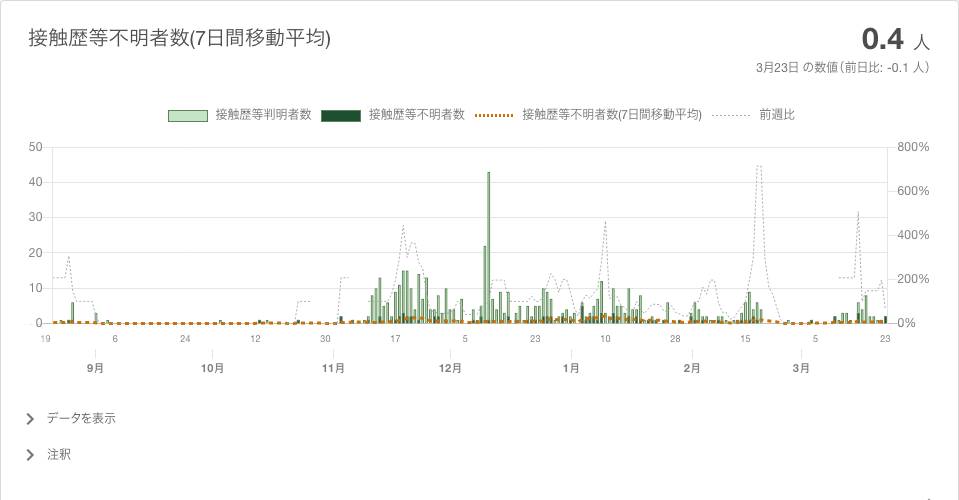 接触歴等不明者数(7日間移動平均)
0.4 人
3月23日 の数値（前日比: -0.1 人）
接触歴等判明者数 接触歴等不明者数 接触歴等不明者数(7日間移動平均) 前週比
50 800%
40 600%
30 400%
20 200%
10 0%
0
19 6 24 12 30 17 5 23 10 28 15 5 23
9月 10月 11月 12月 1月 2月 3月
データを表示
注釈